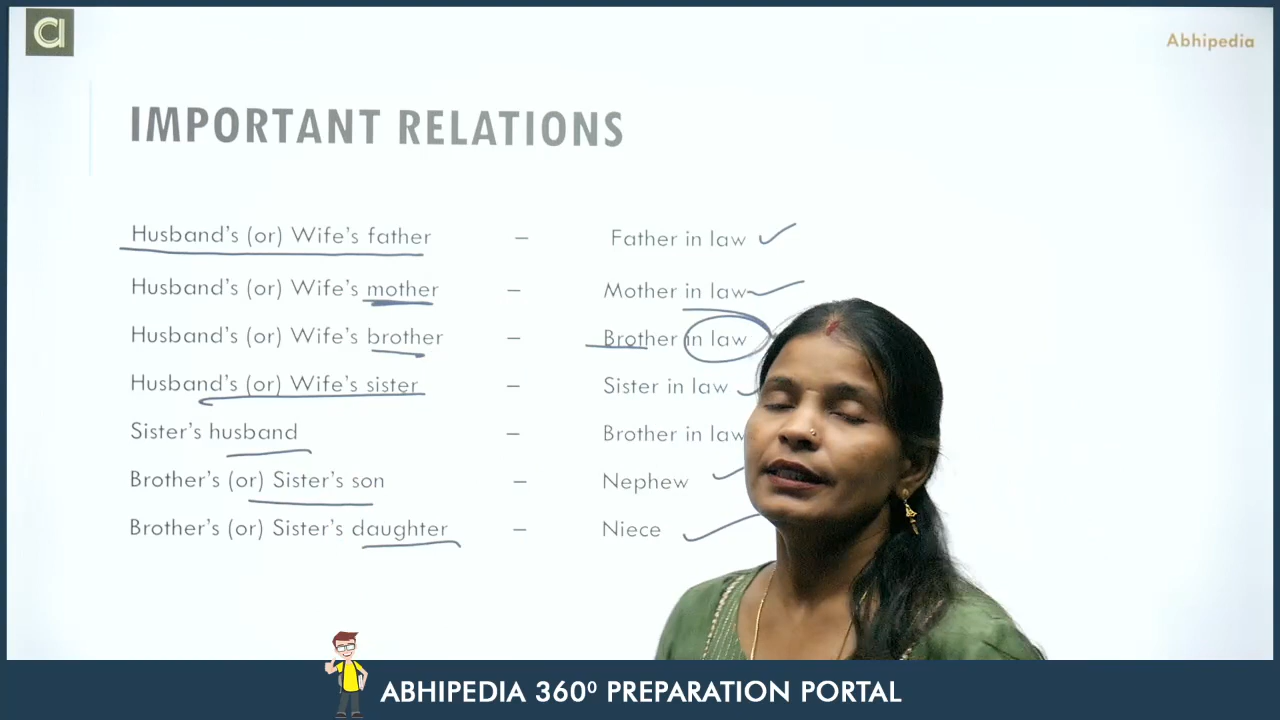 Abhipedia
IMPORTANT RELATIONS
Husband's (or) Wife's father – Father in law
Husband's (or) Wife's mother – Mother in law
Husband's (or) Wife's brother – Brother in law
Husband's (or) Wife's sister – Sister in law
Sister's husband – Brother in law
Brother's (or) Sister's son – Nephew
Brother's (or) Sister's daughter – Niece
ABHIPEDIA 360⁰ PREPARATION PORTAL